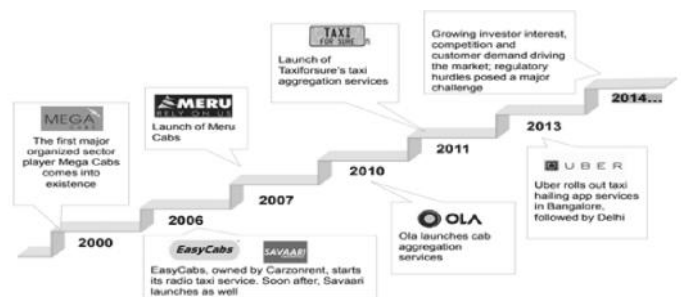 MEGA
CABS
The first major
organized sector
player Mega Cabs
comes into
existence
2000
EasyCabs
SAVAARI
EasyCabs, owned by Carzonrent, starts
its radio taxi service. Soon after, Savaari
launches as well
2006
MERU
RELY ON US
Launch of Meru
Cabs
2007
OLA
Ola launches cab
aggregation
services
2010
TAXI
FOR SURE
Launch of
Taxiforsure's taxi
aggregation services
2011
UBER
Uber rolls out taxi
hailing app services
in Bangalore,
followed by Delhi
2013
Growing investor interest,
competition and
customer demand driving
the market; regulatory
hurdles posed a major
challenge
2014...